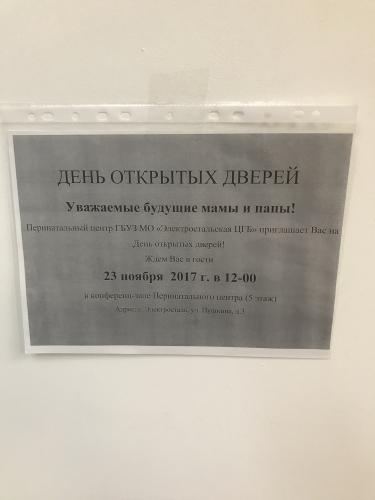 ДЕНЬ ОТКРЫТЫХ ДВЕРЕЙ
Уважаемые будущие мамы и папы!
Перинатальный центр ГБУЗ МО «Электростальская ЦГБ» приглашает Вас на
День открытых дверей!
Ждем Вас в гости
23 ноября 2017 г. в 12-00
в конференц-зале Перинатального центра (5 этаж)
Адрес: г. Электросталь, ул. Пушкина, д.3